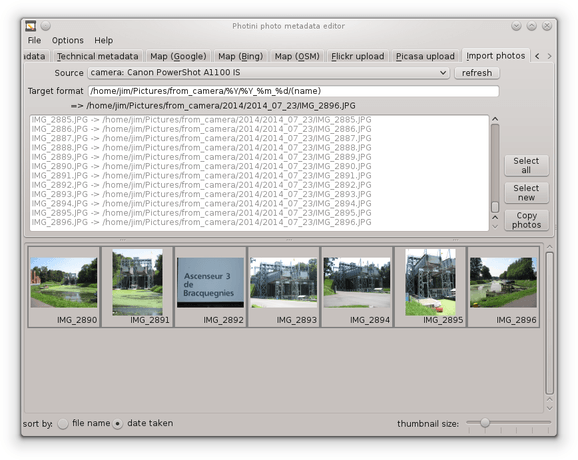 Photini photo metadata editor
File Options Help
data Technical metadata Map (Google) Map (Bing) Map (OSM) Flickr upload Picasa upload Import photos
Source camera: Canon PowerShot A1100 IS refresh
Target format /home/jim/Pictures/from_camera/%Y/%Y_%m_%d/(name)
=> /home/jim/Pictures/from_camera/2014/2014_07_23/IMG_2896.JPG
IMG_2885.JPG -> /home/jim/Pictures/from_camera/2014/2014_07_23/IMG_2885.JPG
IMG_2886.JPG -> /home/jim/Pictures/from_camera/2014/2014_07_23/IMG_2886.JPG
IMG_2887.JPG -> /home/jim/Pictures/from_camera/2014/2014_07_23/IMG_2887.JPG
IMG_2888.JPG -> /home/jim/Pictures/from_camera/2014/2014_07_23/IMG_2888.JPG
IMG_2889.JPG -> /home/jim/Pictures/from_camera/2014/2014_07_23/IMG_2889.JPG
IMG_2890.JPG -> /home/jim/Pictures/from_camera/2014/2014_07_23/IMG_2890.JPG
IMG_2891.JPG -> /home/jim/Pictures/from_camera/2014/2014_07_23/IMG_2891.JPG
IMG_2892.JPG -> /home/jim/Pictures/from_camera/2014/2014_07_23/IMG_2892.JPG
IMG_2893.JPG -> /home/jim/Pictures/from_camera/2014/2014_07_23/IMG_2893.JPG
IMG_2894.JPG -> /home/jim/Pictures/from_camera/2014/2014_07_23/IMG_2894.JPG
IMG_2895.JPG -> /home/jim/Pictures/from_camera/2014/2014_07_23/IMG_2895.JPG
IMG_2896.JPG -> /home/jim/Pictures/from_camera/2014/2014_07_23/IMG_2896.JPG
Select
all
Select
new
Copy
photos
Ascenseur 3
de
Bracquegnies
IMG_2890 IMG_2891 IMG_2892 IMG_2893 IMG_2894 IMG_2895 IMG_2896
sort by: file name date taken thumbnail size: